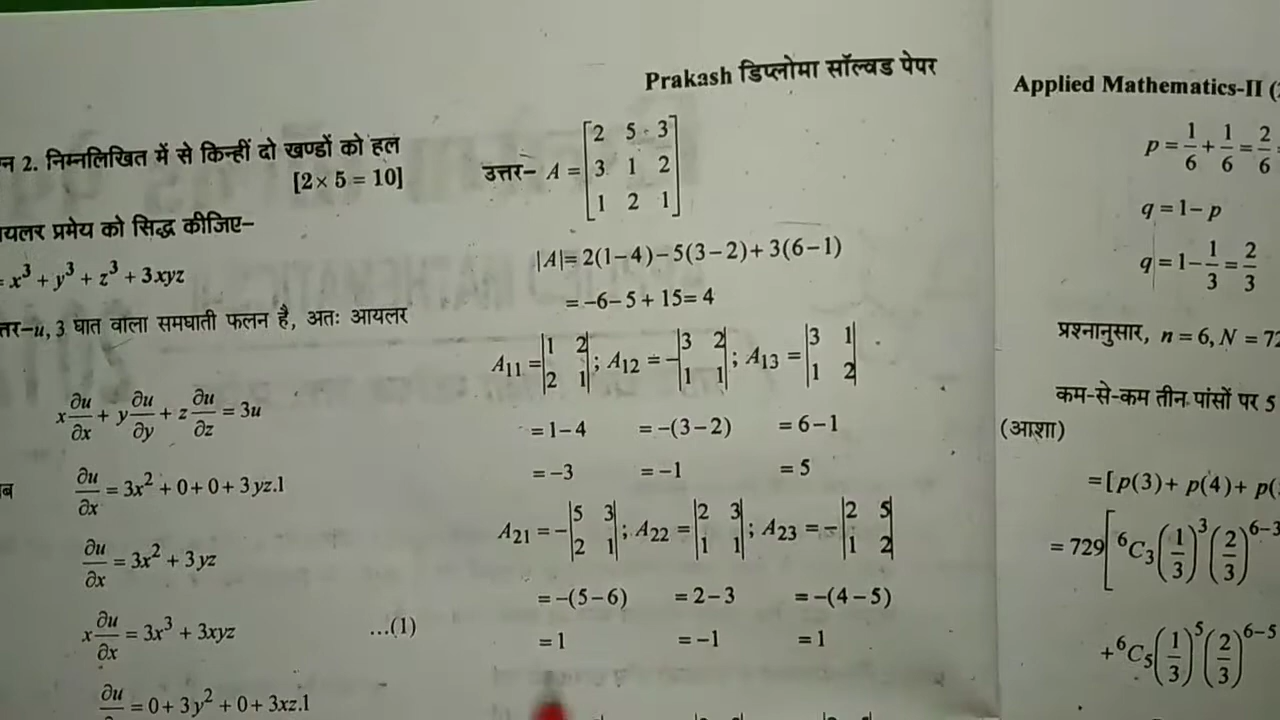 Prakash डिप्लोमा सॉल्वड पेपर
न 2. निम्नलिखित में से किन्हीं दो खण्डों को हल
[2 × 5 = 10]
यलर प्रमेय को सिद्ध कीजिए–
= x³ + y³ + z³ + 3xyz
त्तर–u, 3 घात वाला समघाती फलन है, अतः आयलर
x ∂u/∂x + y ∂u/∂y + z ∂u/∂z = 3u
ब ∂u/∂x = 3x² + 0 + 0 + 3yz.1
∂u/∂x = 3x² + 3yz
x ∂u/∂x = 3x³ + 3xyz ...(1)
∂u = 0 + 3y² + 0 + 3xz.1
उत्तर– A = [2 5 3
3 1 2
1 2 1]
|A| = 2(1–4) – 5(3–2) + 3(6–1)
= –6 – 5 + 15 = 4
A₁₁ = |1 2; 2 1|; A₁₂ = –|3 2; 1 1|; A₁₃ = |3 1; 1 2|
= 1–4 = –(3–2) = 6–1
= –3 = –1 = 5
A₂₁ = –|5 3; 2 1|; A₂₂ = |2 3; 1 1|; A₂₃ = –|2 5; 1 2|
= –(5–6) = 2–3 = –(4–5)
= 1 = –1 = 1
Applied Mathematics-II (
p = 1/6 + 1/6 = 2/6
q = 1 – p
q = 1 – 1/3 = 2/3
प्रश्नानुसार, n = 6, N = 72
कम-से-कम तीन पांसों पर 5
(आशा)
= [p(3) + p(4) + p(
= 729[⁶C₃(1/3)³(2/3)⁶⁻³
+ ⁶C₅(1/3)⁵(2/3)⁶⁻⁵